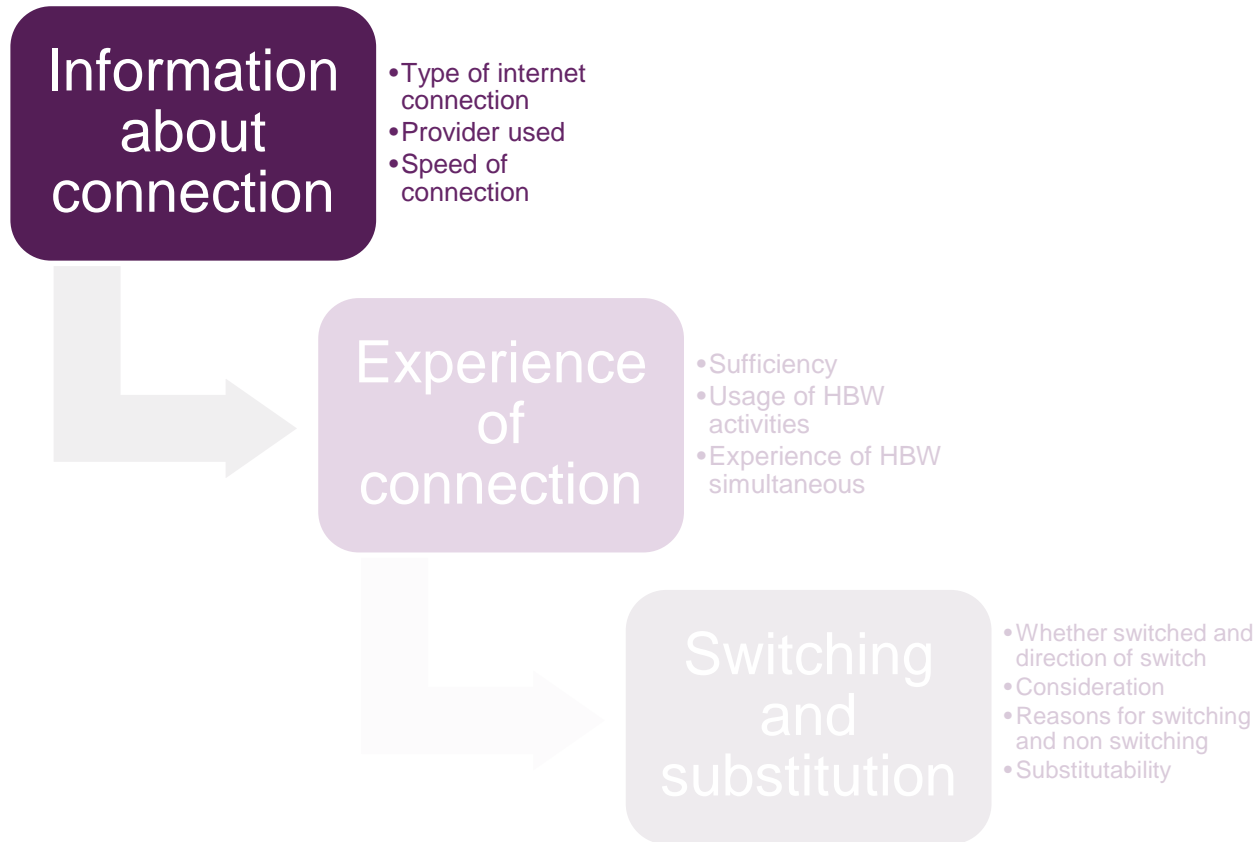 Information
about
connection
•Type of internet
connection
•Provider used
•Speed of
connection
Experience
of
connection
•Sufficiency
•Usage of HBW
activities
•Experience of HBW
simultaneous
Switching
and
substitution
•Whether switched and
direction of switch
•Consideration
•Reasons for switching
and non switching
•Substitutability